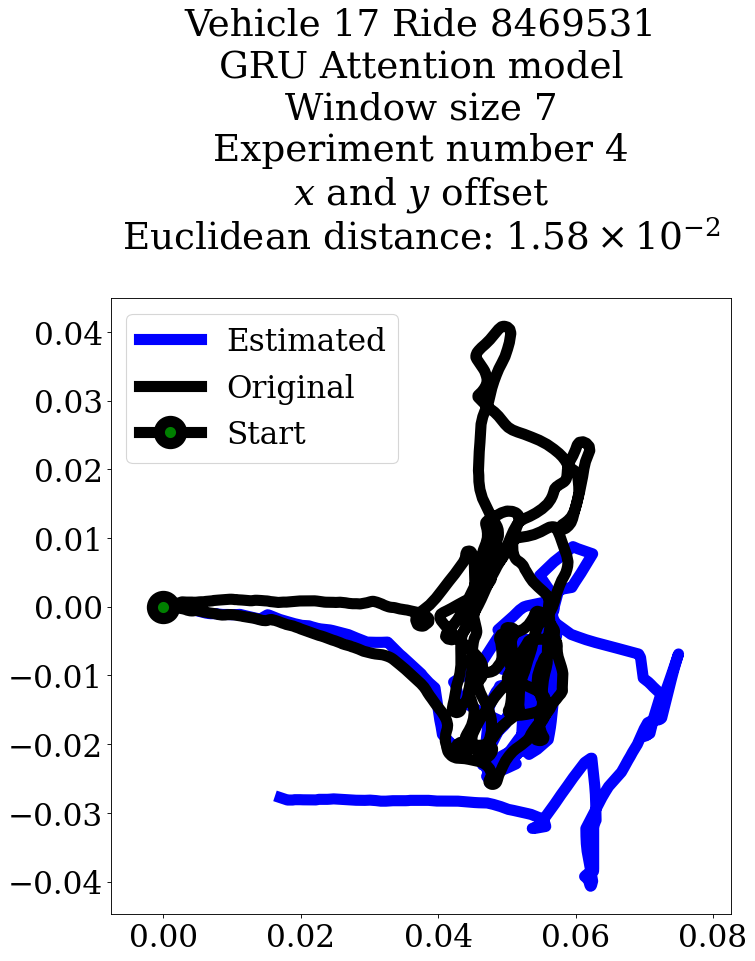 Vehicle 17 Ride 8469531
GRU Attention model
Window size 7
Experiment number 4
x and y offset
Euclidean distance: 1.58 × 10⁻²
Estimated
Original
Start
0.04
0.03
0.02
0.01
0.00
−0.01
−0.02
−0.03
−0.04
0.00 0.02 0.04 0.06 0.08